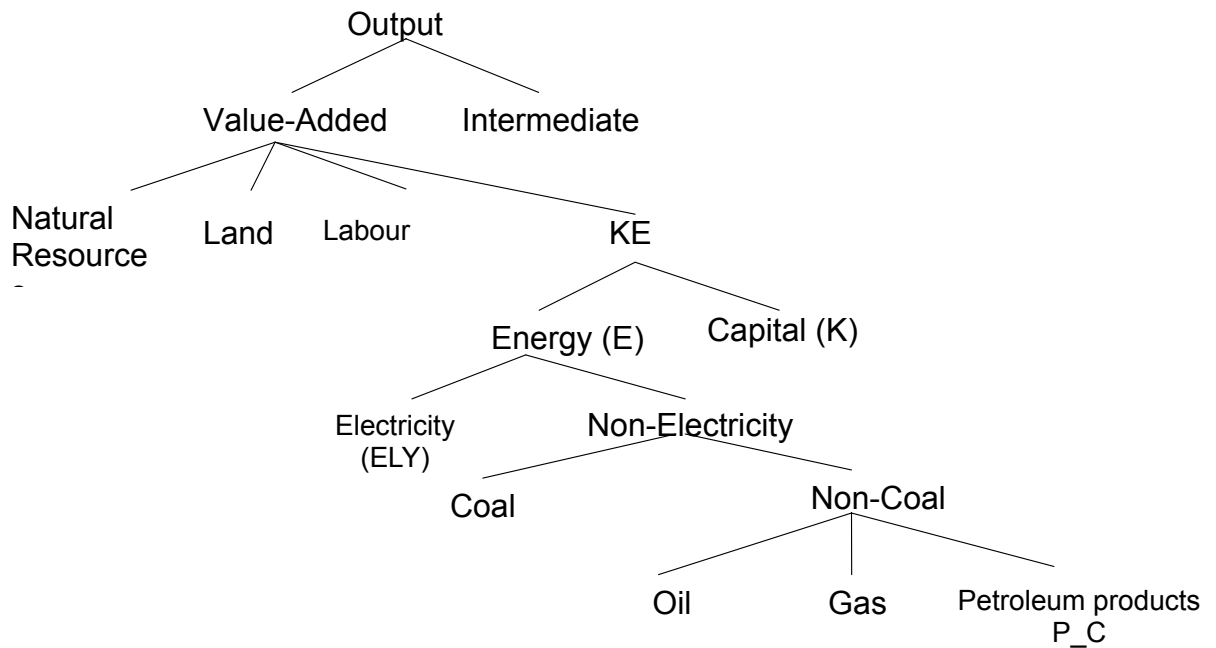 Output
Value-Added
Intermediate
Natural
Resource
Land
Labour
KE
Energy (E)
Capital (K)
Electricity
(ELY)
Non-Electricity
Coal
Non-Coal
Oil
Gas
Petroleum products
P_C